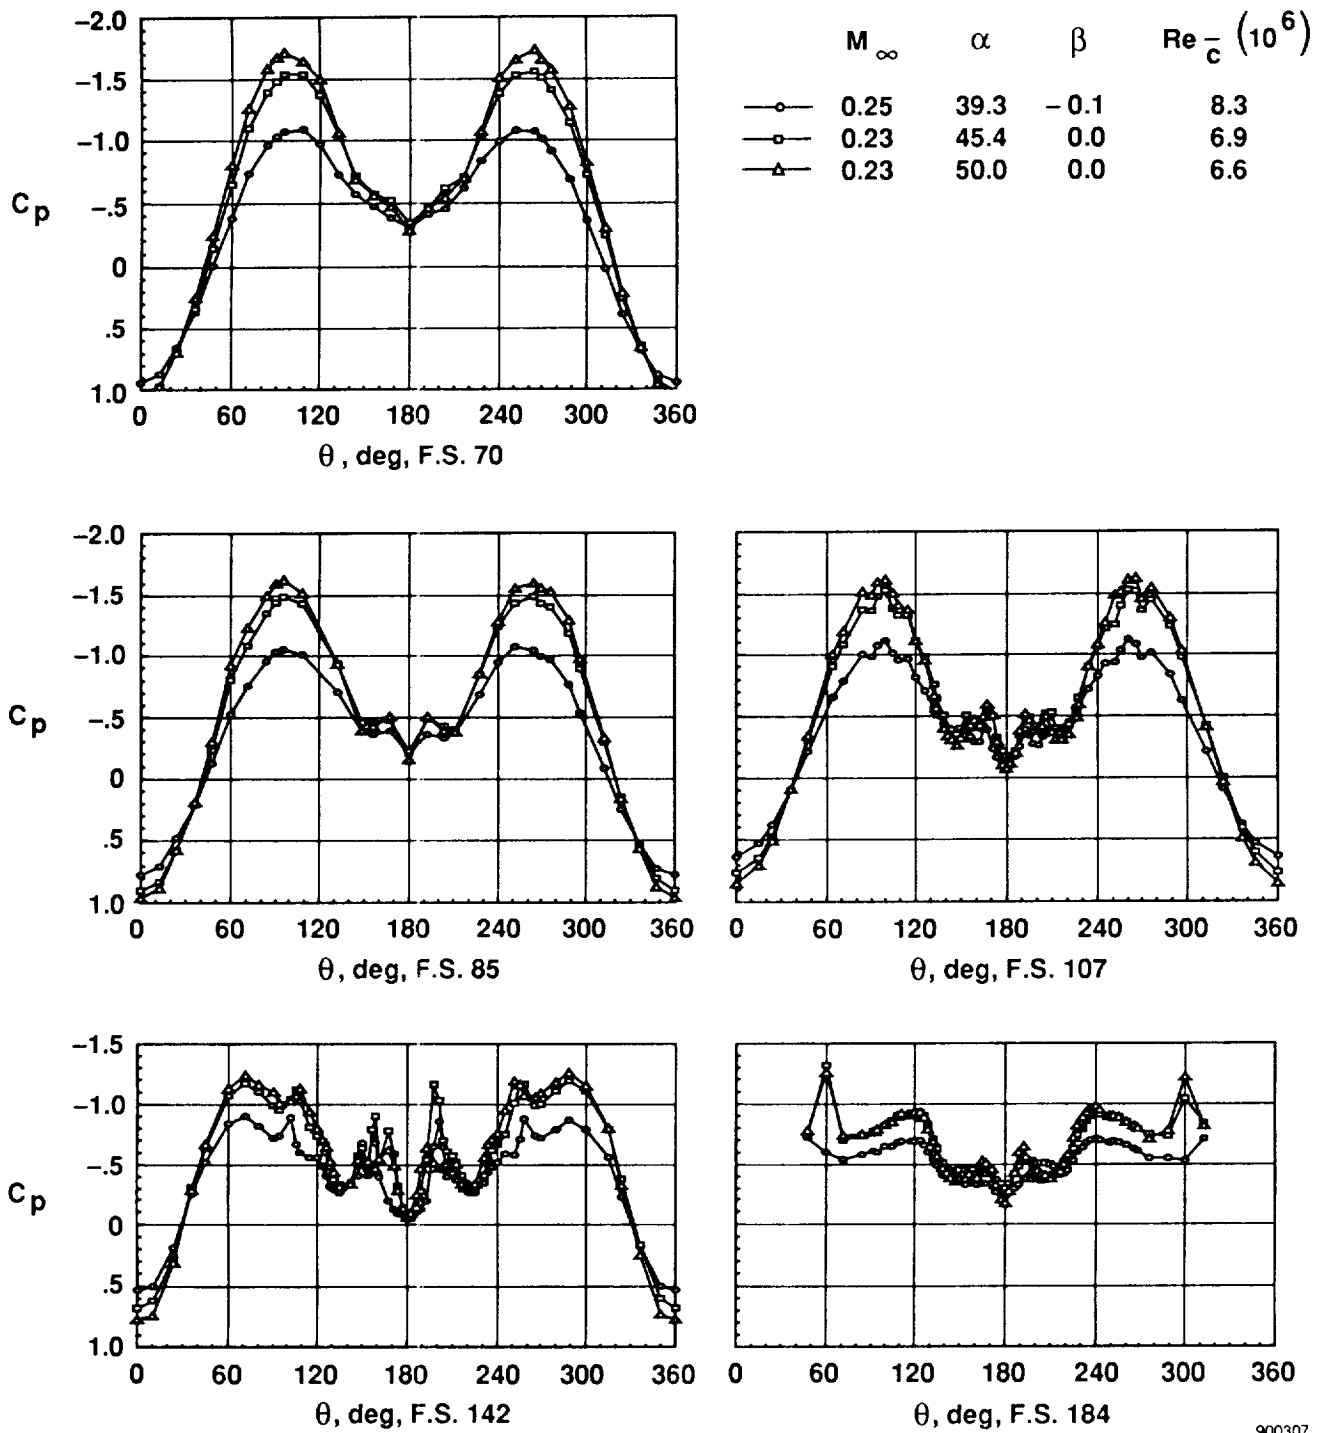 M∞ α β Re c̄ (10⁶)
0.25 39.3 −0.1 8.3
0.23 45.4 0.0 6.9
0.23 50.0 0.0 6.6
Cp
−2.0
−1.5
−1.0
−.5
0
.5
1.0
0 60 120 180 240 300 360
θ, deg, F.S. 70
Cp
−2.0
−1.5
−1.0
−.5
0
.5
1.0
0 60 120 180 240 300 360
θ, deg, F.S. 85
0 60 120 180 240 300 360
θ, deg, F.S. 107
Cp
−1.5
−1.0
−.5
0
.5
1.0
0 60 120 180 240 300 360
θ, deg, F.S. 142
0 60 120 180 240 300 360
θ, deg, F.S. 184
900307